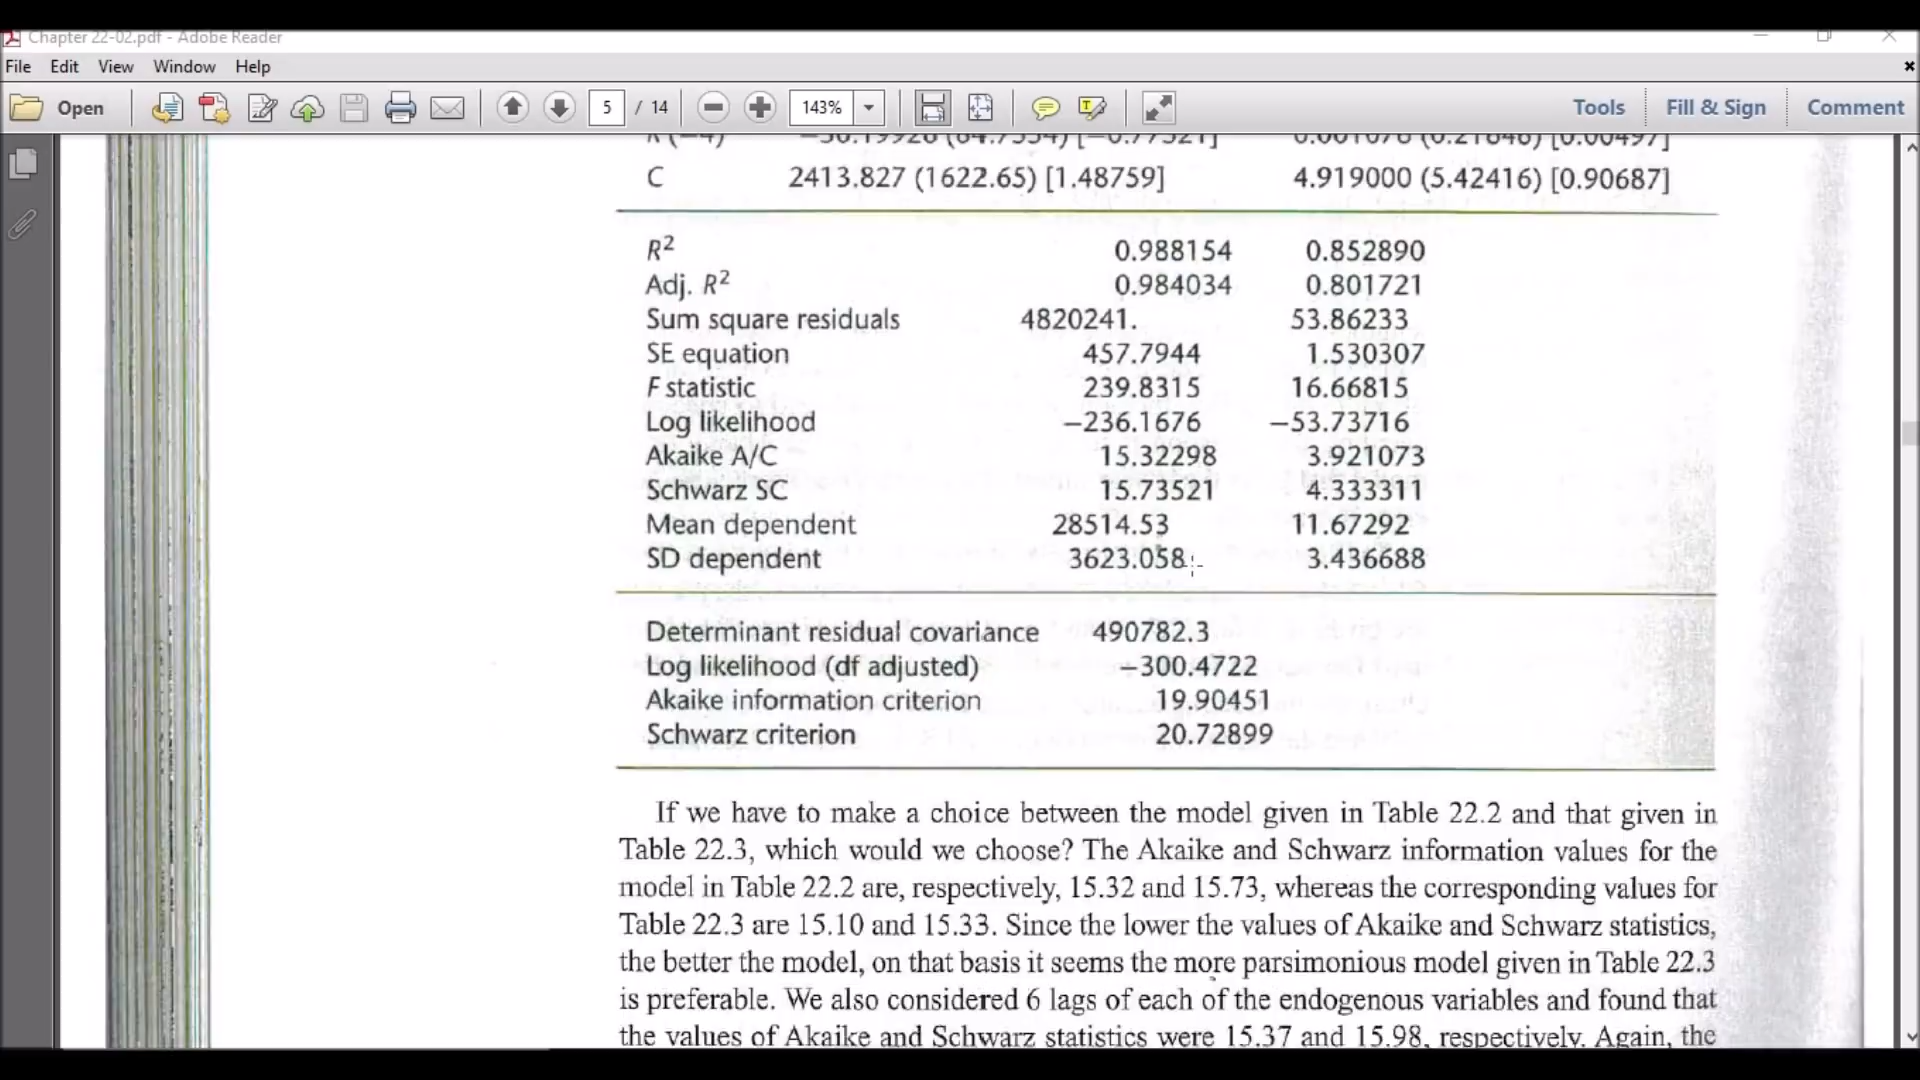 Chapter 22-02.pdf - Adobe Reader
File Edit View Window Help
Open 5 / 14 143% Tools Fill & Sign Comment
C 2413.827 (1622.65) [1.48759] 4.919000 (5.42416) [0.90687]
R² 0.988154 0.852890
Adj. R² 0.984034 0.801721
Sum square residuals 4820241. 53.86233
SE equation 457.7944 1.530307
F statistic 239.8315 16.66815
Log likelihood −236.1676 −53.73716
Akaike A/C 15.32298 3.921073
Schwarz SC 15.73521 4.333311
Mean dependent 28514.53 11.67292
SD dependent 3623.058 3.436688
Determinant residual covariance 490782.3
Log likelihood (df adjusted) −300.4722
Akaike information criterion 19.90451
Schwarz criterion 20.72899
If we have to make a choice between the model given in Table 22.2 and that given in
Table 22.3, which would we choose? The Akaike and Schwarz information values for the
model in Table 22.2 are, respectively, 15.32 and 15.73, whereas the corresponding values for
Table 22.3 are 15.10 and 15.33. Since the lower the values of Akaike and Schwarz statistics,
the better the model, on that basis it seems the more parsimonious model given in Table 22.3
is preferable. We also considered 6 lags of each of the endogenous variables and found that
the values of Akaike and Schwarz statistics were 15.37 and 15.98, respectively. Again, the